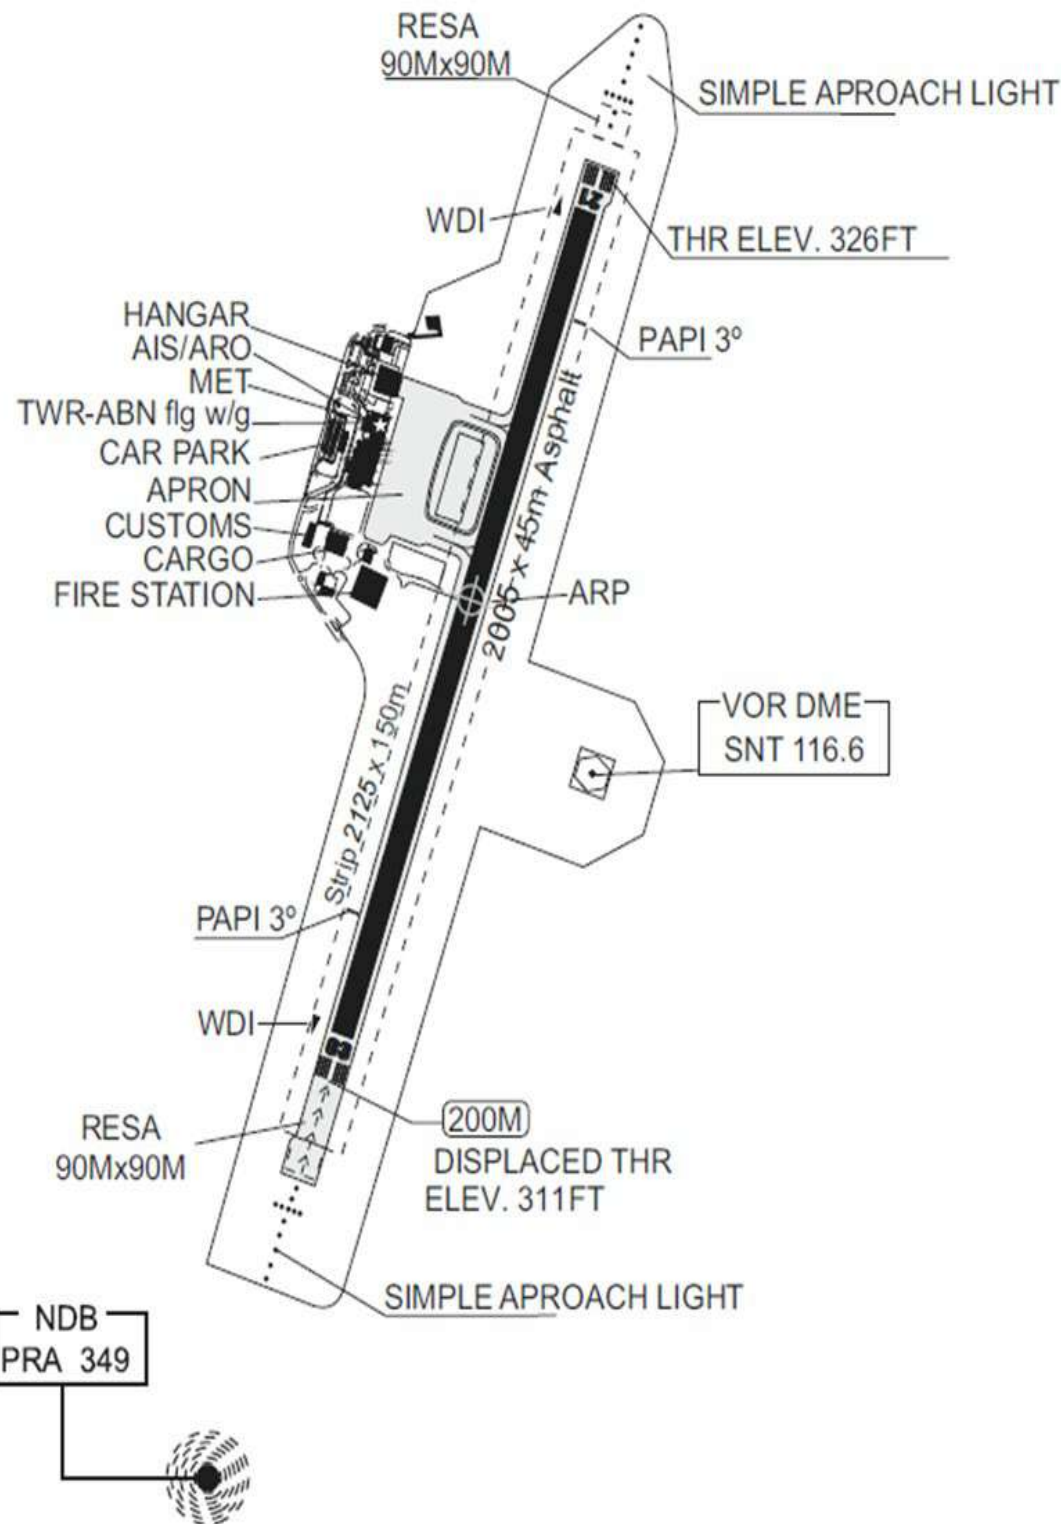 RESA
90Mx90M
SIMPLE APROACH LIGHT
21
WDI
THR ELEV. 326FT
HANGAR
AIS/ARO
MET
TWR-ABN flg w/g
CAR PARK
APRON
CUSTOMS
CARGO
FIRE STATION
PAPI 3º
2005 x 45m Asphalt
ARP
VOR DME
SNT 116.6
Strip 2125 x 150m
PAPI 3º
WDI
03
RESA
90Mx90M
200M
DISPLACED THR
ELEV. 311FT
SIMPLE APROACH LIGHT
NDB
PRA 349